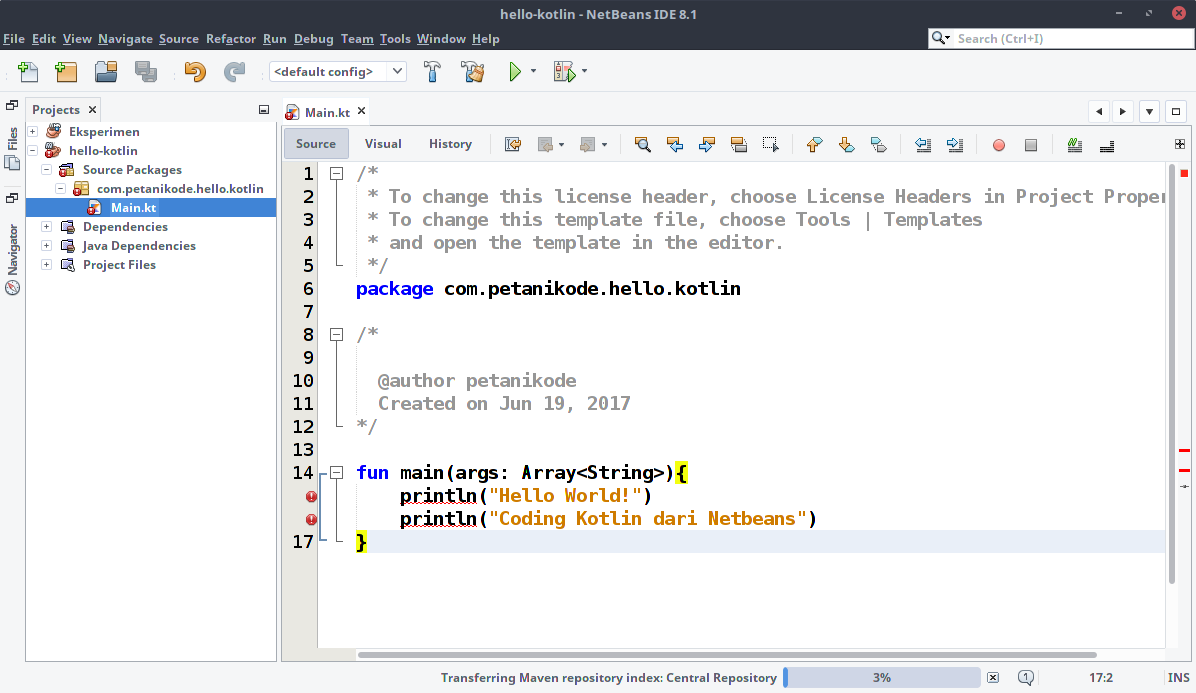 hello-kotlin - NetBeans IDE 8.1
File Edit View Navigate Source Refactor Run Debug Team Tools Window Help
Search (Ctrl+I)
<default config>
Projects
Main.kt
Files
Navigator
Eksperimen
hello-kotlin
Source Packages
com.petanikode.hello.kotlin
Main.kt
Dependencies
Java Dependencies
Project Files
Source Visual History
1 /*
2 * To change this license header, choose License Headers in Project Proper
3 * To change this template file, choose Tools | Templates
4 * and open the template in the editor.
5 */
6 package com.petanikode.hello.kotlin
7
8 /*
9
10 @author petanikode
11 Created on Jun 19, 2017
12 */
13
14 fun main(args: Array<String>){
println("Hello World!")
println("Coding Kotlin dari Netbeans")
17 }
Transferring Maven repository index: Central Repository 3% 1 17:2 INS